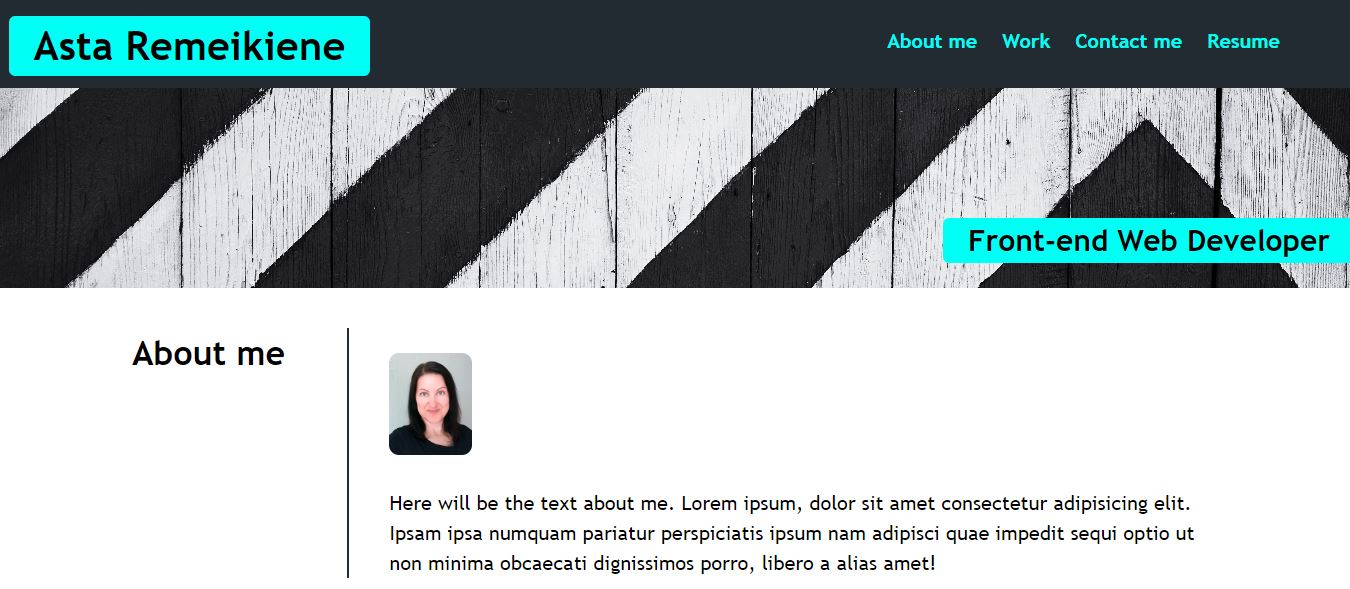 Asta Remeikiene
About me Work Contact me Resume
Front-end Web Developer
About me
Here will be the text about me. Lorem ipsum, dolor sit amet consectetur adipisicing elit.
Ipsam ipsa numquam pariatur perspiciatis ipsum nam adipisci quae impedit sequi optio ut
non minima obcaecati dignissimos porro, libero a alias amet!